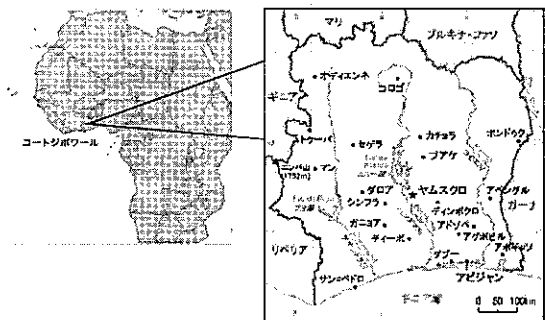 コートジボワール
マリ
ブルキナ・ファソ
ギニア
オディエンネ
コロゴ
トゥーバ
セゲラ
カチョラ
ボンドゥク
ブアケ
ニンバ山
(1752m)
マン
ダロア
ヤムスクロ
アベングル
シンフラ
ディンボクロ
ガーナ
ガニョア
アドゾペ
アグボビル
ディーボ
リベリア
ダブー
アボイソ
アビジャン
サン=ペドロ
ギニア湾
0 50 100km